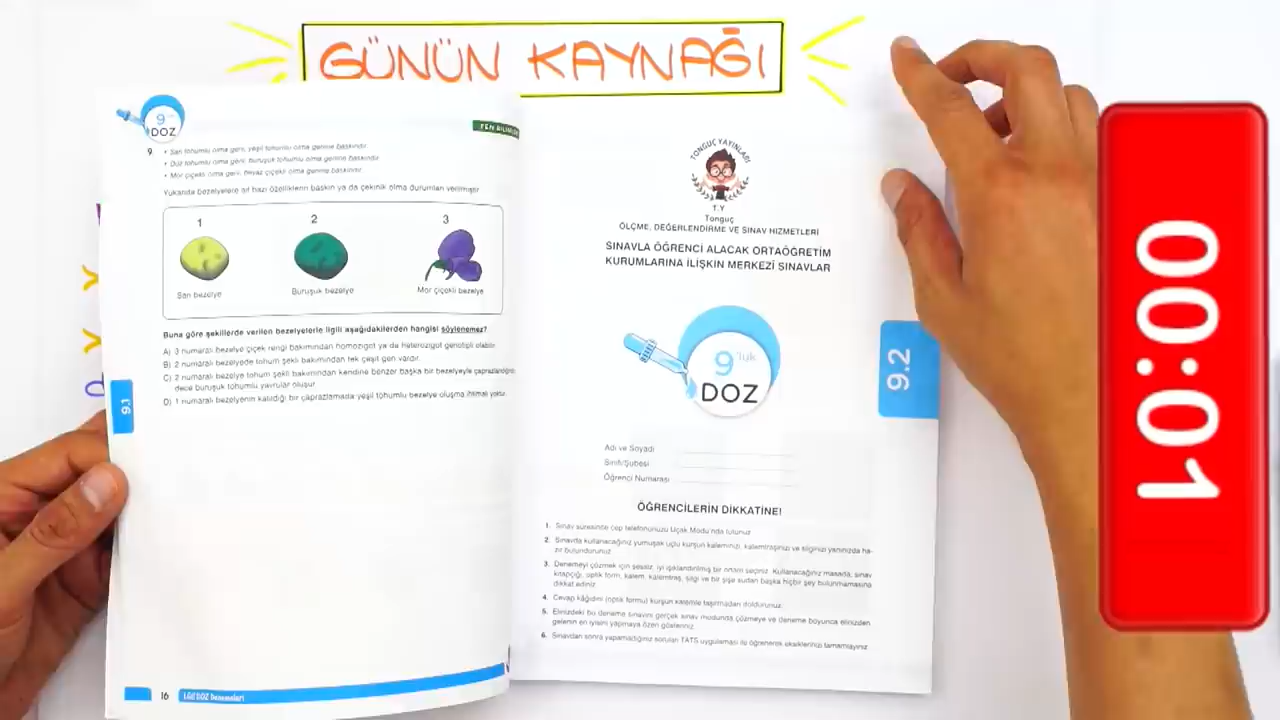 GÜNÜN KAYNAĞI
9'luk
DOZ
FEN BİLİMLERİ
9. • Sarı tohumlu olma geni, yeşil tohumlu olma genine baskındır.
• Düz tohumlu olma geni, buruşuk tohumlu olma genine baskındır.
• Mor çiçekli olma geni, beyaz çiçekli olma genine baskındır.
Yukarıda bezelyelere ait bazı özelliklerin baskın ya da çekinik olma durumları verilmiştir.
1 2 3
Sarı bezelye Buruşuk bezelye Mor çiçekli bezelye
Buna göre şekillerde verilen bezelyelerle ilgili aşağıdakilerden hangisi söylenemez?
A) 3 numaralı bezelye çiçek rengi bakımından homozigot ya da heterozigot genotipli olabilir.
B) 2 numaralı bezelyede tohum şekli bakımından tek çeşit gen vardır.
C) 2 numaralı bezelye tohum şekli bakımından kendine benzer başka bir bezelyeyle
dece buruşuk tohumlu yavrular oluşur.
D) 1 numaralı bezelyenin katıldığı bir çaprazlamada yeşil tohumlu bezelye oluşma ihtimali yoktur.
9.1
16 LGS DOZ Denemeleri
TONGUÇ YAYINLARI
T.Y
Tonguç
ÖLÇME, DEĞERLENDİRME VE SINAV HİZMETLERİ
SINAVLA ÖĞRENCİ ALACAK ORTAÖĞRETİM
KURUMLARINA İLİŞKİN MERKEZİ SINAVLAR
9'luk
DOZ
9.2
Adı ve Soyadı
Sınıfı/Şubesi
Öğrenci Numarası
ÖĞRENCİLERİN DİKKATİNE!
1. Sınav süresince cep telefonunuzu Uçak Modu'nda tutunuz.
2. Sınavda kullanacağınız yumuşak uçlu kurşun kaleminizi, kalemtıraşınızı ve silginizi yanınızda ha-
zır bulundurunuz.
3. Denemeyi çözmek için sessiz, iyi ışıklandırılmış bir ortam seçiniz. Kullanacağınız masada, sınav
kitapçığı, optik form, kalem, kalemtıraş, silgi ve bir şişe sudan başka hiçbir şey bulunmamasına
dikkat ediniz.
4. Cevap kâğıdını (optik formu) kurşun kalemle taşırmadan doldurunuz.
5. Elinizdeki bu deneme sınavını gerçek sınav modunda çözmeye ve deneme boyunca elinizden
gelenin en iyisini yapmaya özen gösteriniz.
6. Sınavdan sonra yapamadığınız soruları TATS uygulaması ile öğrenerek eksiklerinizi tamamlayınız.
00:01